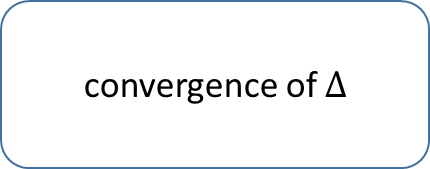 convergence of Δ